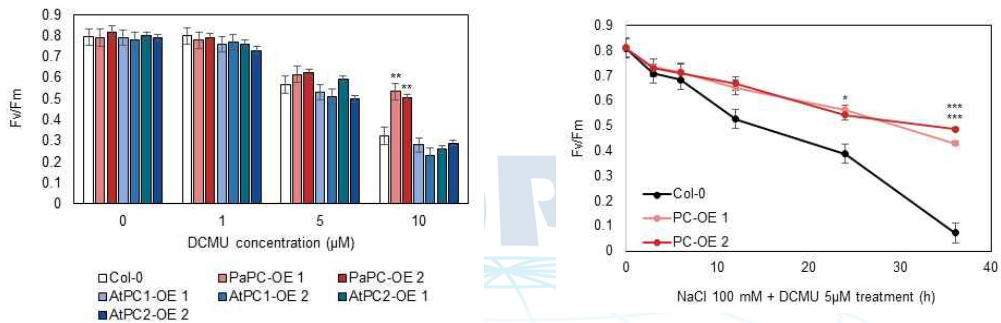 0.9
0.8
0.7
0.6
0.5
0.4
0.3
0.2
0.1
0
Fv/Fm
**
**
0 1 5 10
DCMU concentration (µM)
Col-0 PaPC-OE 1 PaPC-OE 2
AtPC1-OE 1 AtPC1-OE 2 AtPC2-OE 1
AtPC2-OE 2
0.9
0.8
0.7
0.6
0.5
0.4
0.3
0.2
0.1
0
Fv/Fm
*
***
***
Col-0
PC-OE 1
PC-OE 2
0 10 20 30 40
NaCl 100 mM + DCMU 5µM treatment (h)